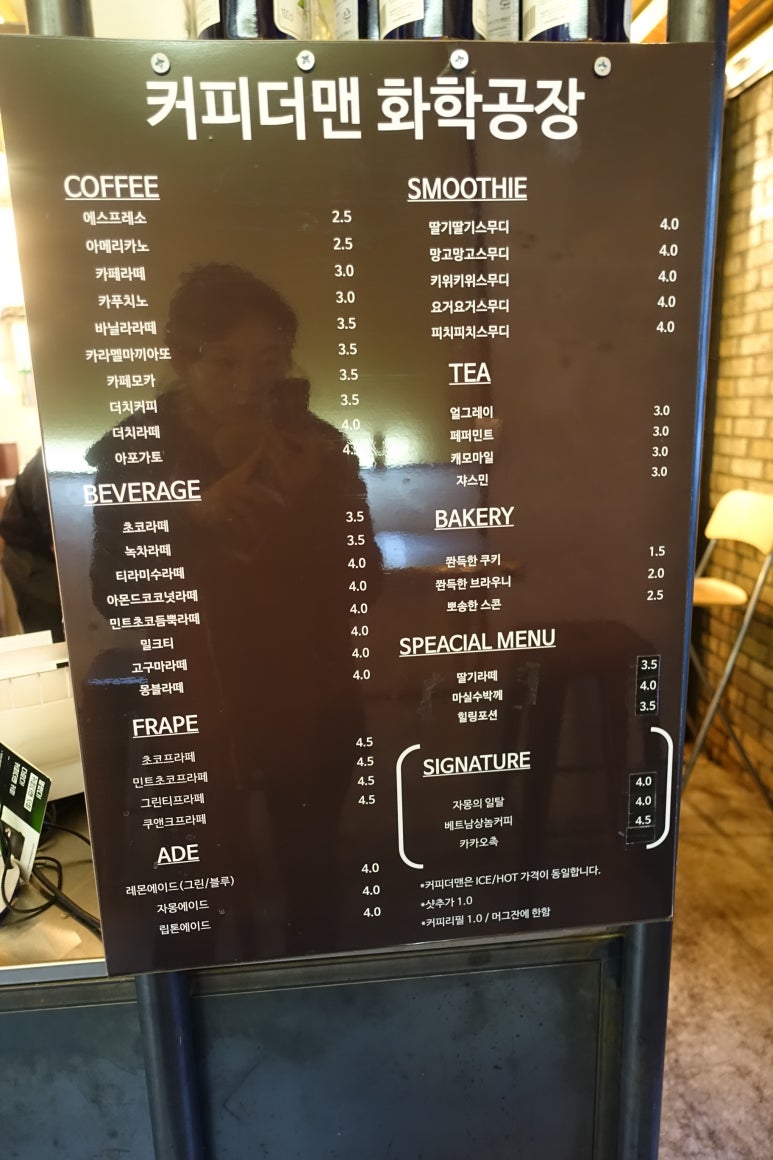 커피더맨 화학공장
COFFEE
에스프레소 2.5
아메리카노 2.5
카페라떼 3.0
카푸치노 3.0
바닐라라떼 3.5
카라멜마끼아또 3.5
카페모카 3.5
더치커피 3.5
더치라떼 4.0
아포가토
BEVERAGE
초코라떼 3.5
녹차라떼 3.5
티라미수라떼 4.0
아몬드코코넛라떼 4.0
민트초코듬뿍라떼 4.0
밀크티 4.0
고구마라떼 4.0
몽블라떼 4.0
FRAPE
초코프라페 4.5
민트초코프라페 4.5
그린티프라페 4.5
쿠앤크프라페 4.5
ADE
레몬에이드(그린/블루) 4.0
자몽에이드 4.0
립톤에이드 4.0
SMOOTHIE
딸기딸기스무디 4.0
망고망고스무디 4.0
키위키위스무디 4.0
요거요거스무디 4.0
피치피치스무디 4.0
TEA
얼그레이 3.0
페퍼민트 3.0
캐모마일 3.0
쟈스민 3.0
BAKERY
쫜득한 쿠키 1.5
쫜득한 브라우니 2.0
뽀송한 스콘 2.5
SPEACIAL MENU
딸기라떼 3.5
마실수박께 4.0
힐링포션 3.5
SIGNATURE
자몽의 일탈 4.0
베트남상놈커피 4.0
카카오촉 4.5
*커피더맨은 ICE/HOT 가격이 동일합니다.
*샷추가 1.0
*커피리필 1.0 / 머그잔에 한함